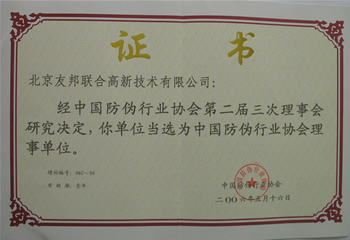 证书
北京友邦联合高新技术有限公司：
经中国防伪行业协会第二届三次理事会
研究决定，你单位当选为中国防伪行业协会理
事单位。
中国防伪行业协会
二〇〇六年五月十六日